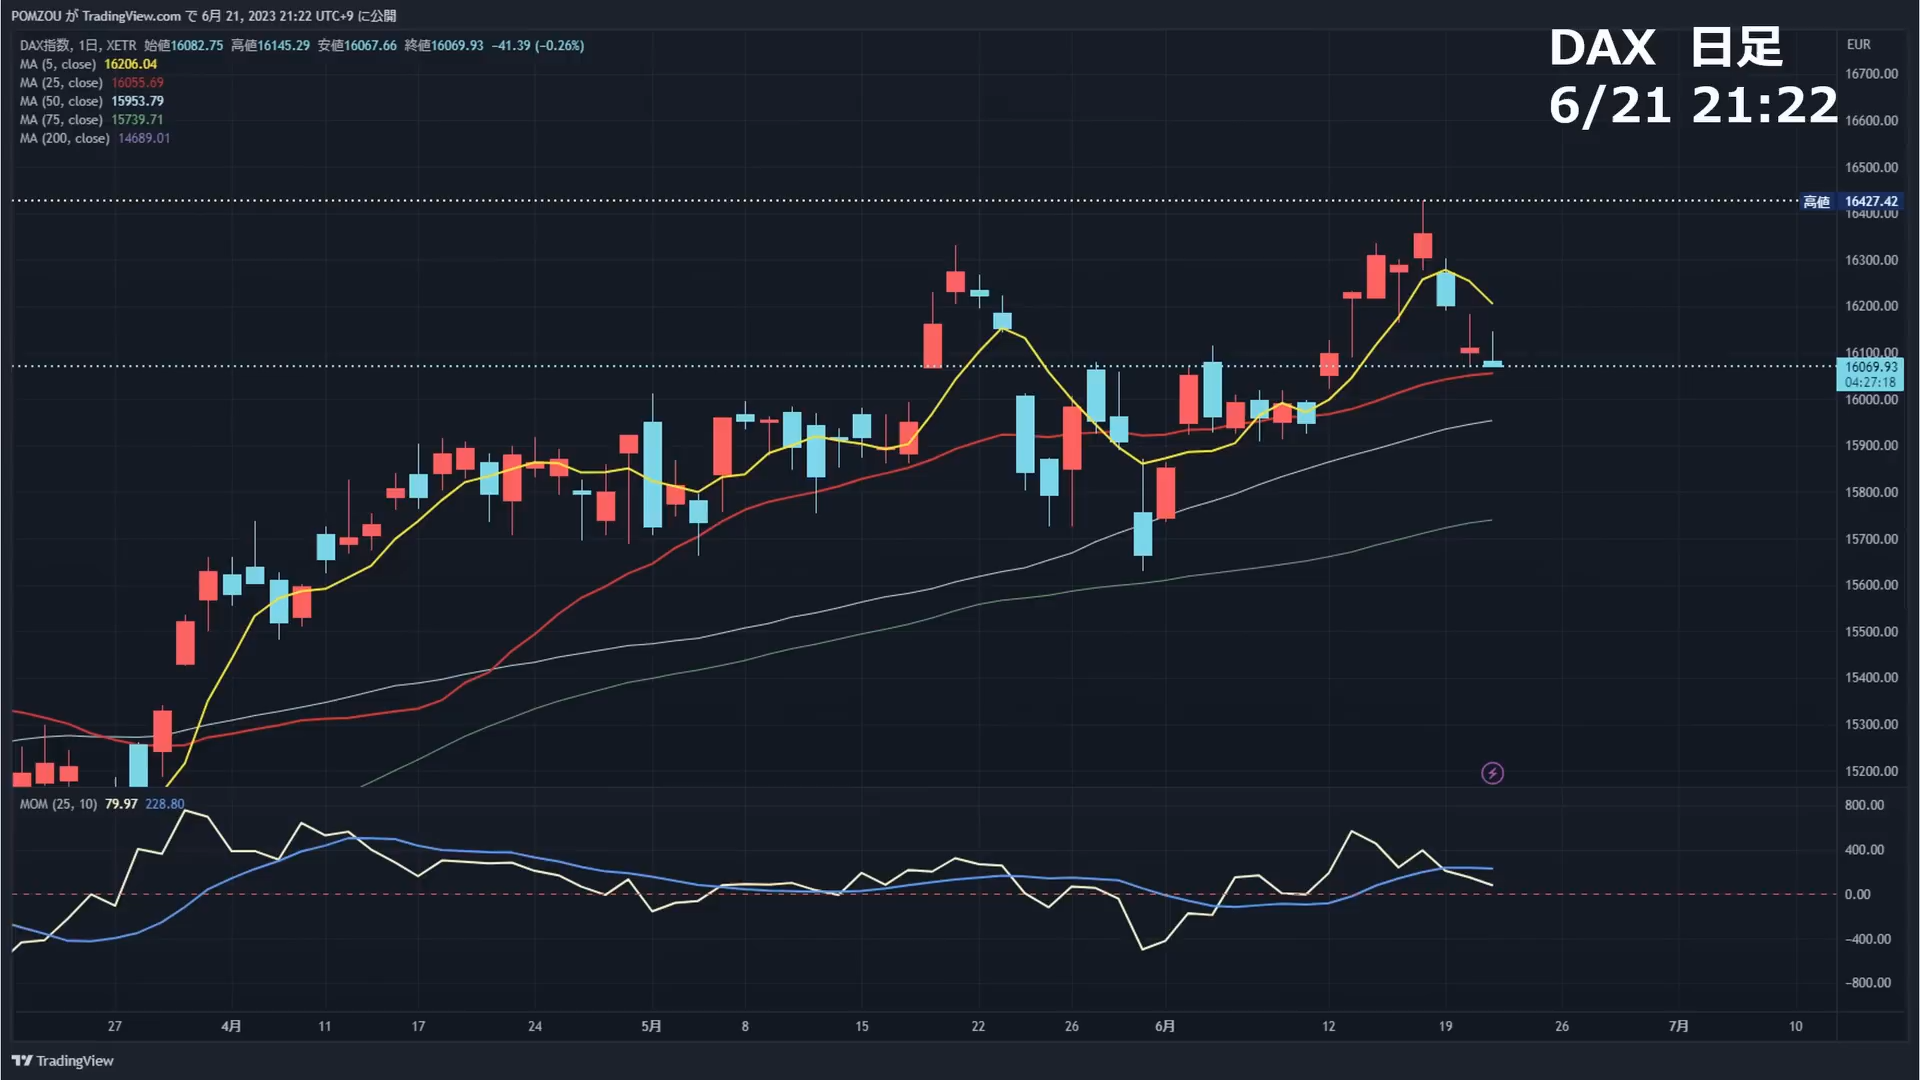 POMZOU が TradingView.com で 6月 21, 2023 21:22 UTC+9 に公開
DAX 日足
6/21 21:22
DAX指数, 1日, XETR 始値16082.75 高値16145.29 安値16067.66 終値16069.93 −41.39 (−0.26%)
MA (5, close) 16206.04
MA (25, close) 16055.69
MA (50, close) 15953.79
MA (75, close) 15739.71
MA (200, close) 14689.01
EUR
16700.00
16600.00
16500.00
高値 16427.42
16400.00
16300.00
16200.00
16100.00
16069.93
04:27:18
16000.00
15900.00
15800.00
15700.00
15600.00
15500.00
15400.00
15300.00
15200.00
MOM (25, 10) 79.97 228.80
800.00
400.00
0.00
−400.00
−800.00
27 4月 11 17 24 5月 8 15 22 26 6月 12 19 26 7月 10
TradingView